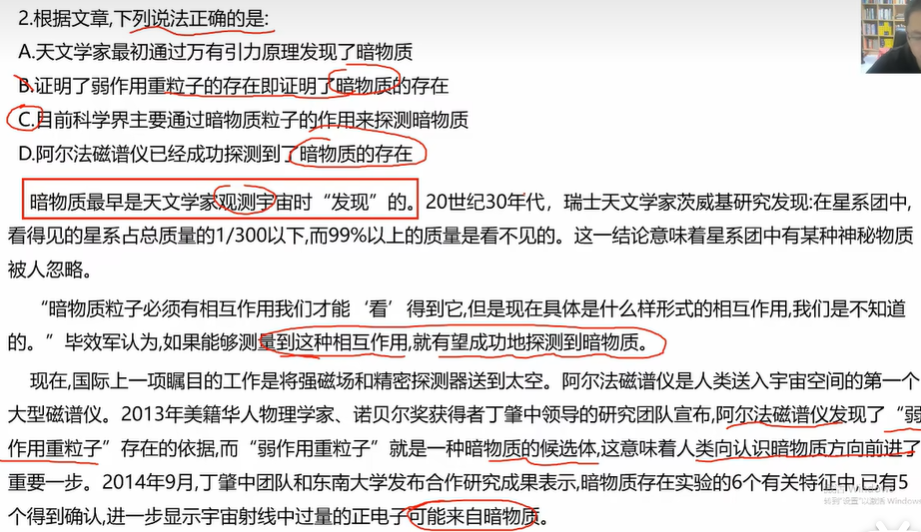 2.根据文章,下列说法正确的是:
A.天文学家最初通过万有引力原理发现了暗物质
B.证明了弱作用重粒子的存在即证明了暗物质的存在
C.目前科学界主要通过暗物质粒子的作用来探测暗物质
D.阿尔法磁谱仪已经成功探测到了暗物质的存在
暗物质最早是天文学家观测宇宙时“发现”的。20世纪30年代，瑞士天文学家茨威基研究发现:在星系团中,
看得见的星系占总质量的1/300以下,而99%以上的质量是看不见的。这一结论意味着星系团中有某种神秘物质
被人忽略。
“暗物质粒子必须有相互作用我们才能‘看’得到它,但是现在具体是什么样形式的相互作用,我们是不知道
的。”毕效军认为,如果能够测量到这种相互作用,就有望成功地探测到暗物质。
现在,国际上一项瞩目的工作是将强磁场和精密探测器送到太空。阿尔法磁谱仪是人类送入宇宙空间的第一个
大型磁谱仪。2013年美籍华人物理学家、诺贝尔奖获得者丁肇中领导的研究团队宣布,阿尔法磁谱仪发现了“弱
作用重粒子”存在的依据,而“弱作用重粒子”就是一种暗物质的候选体,这意味着人类向认识暗物质方向前进了
重要一步。2014年9月,丁肇中团队和东南大学发布合作研究成果表示,暗物质存在实验的6个有关特征中,已有5
个得到确认,进一步显示宇宙射线中过量的正电子可能来自暗物质。